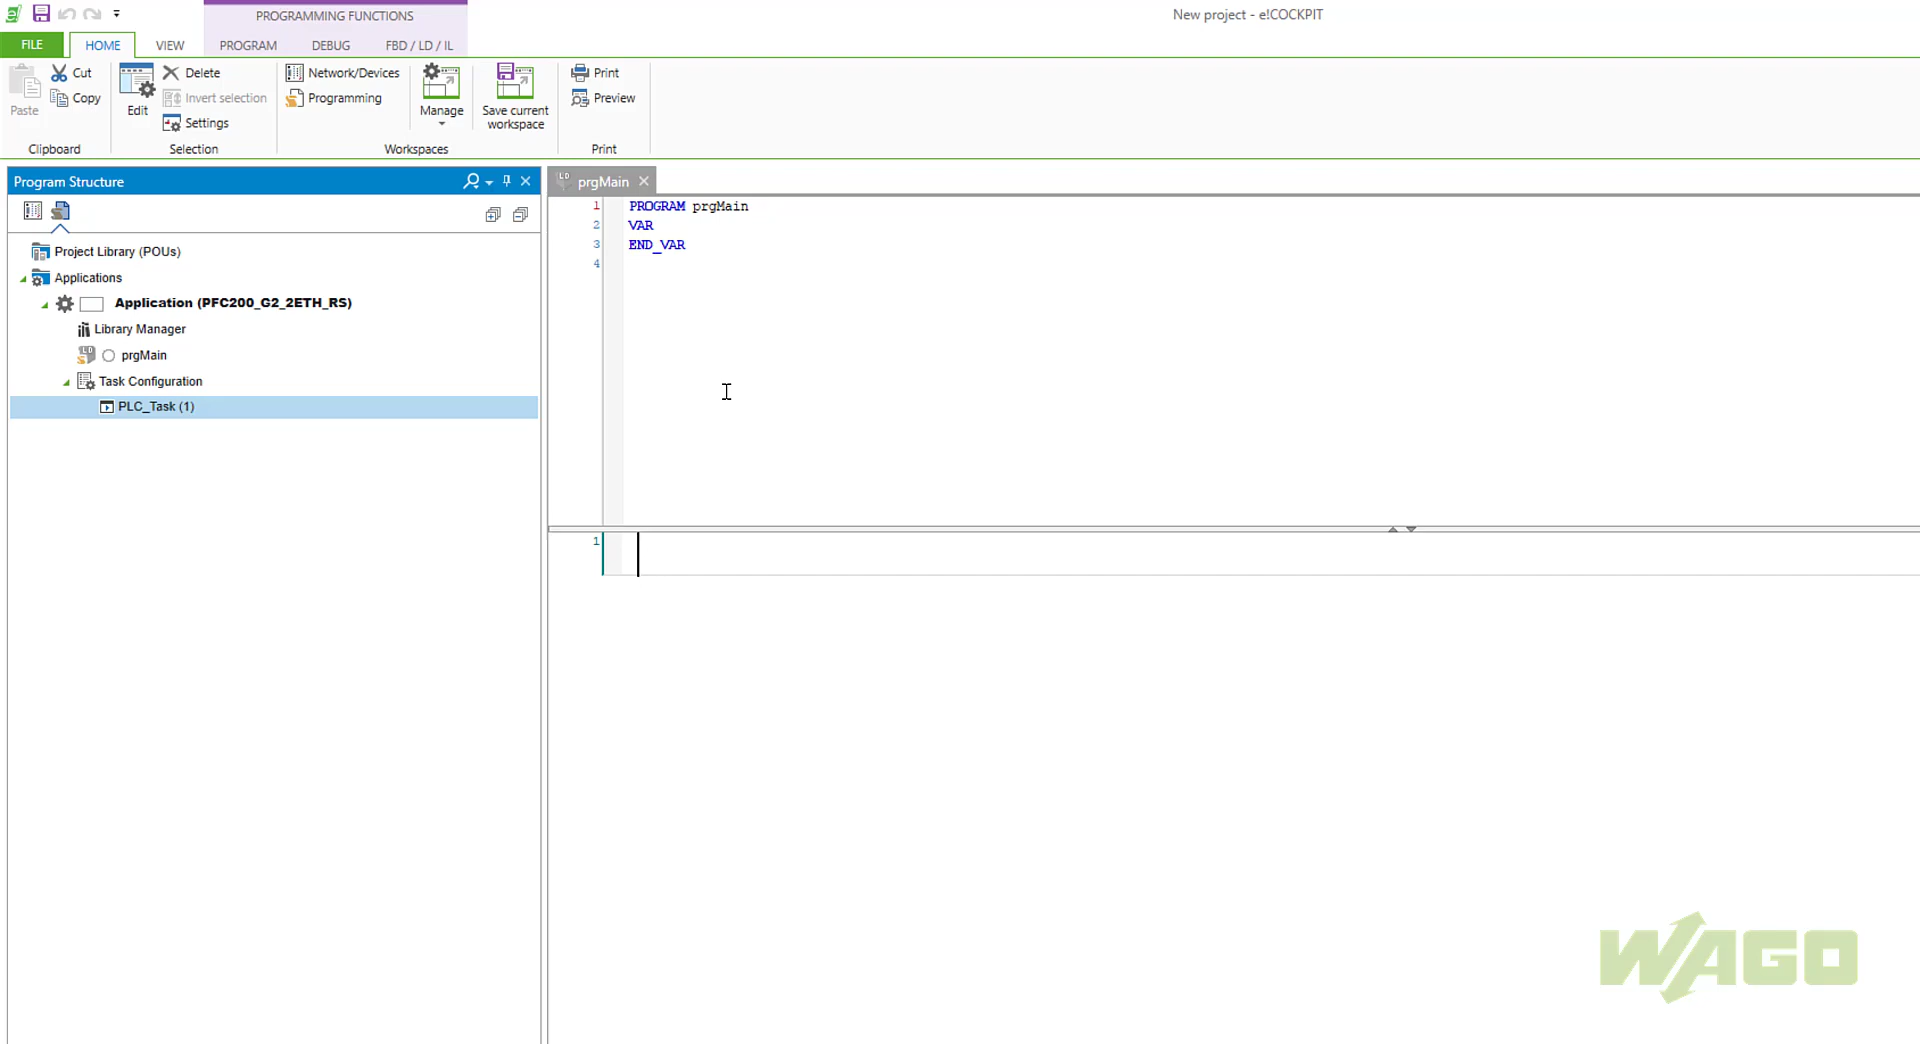 New project - e!COCKPIT
PROGRAMMING FUNCTIONS
FILE
HOME
VIEW
PROGRAM
DEBUG
FBD / LD / IL
Paste
Cut
Copy
Clipboard
Edit
Delete
Invert selection
Settings
Selection
Network/Devices
Programming
Manage
Save current
workspace
Workspaces
Print
Preview
Print
Program Structure
Project Library (POUs)
Applications
Application (PFC200_G2_2ETH_RS)
Library Manager
LD prgMain
Task Configuration
PLC_Task (1)
LD prgMain
1 PROGRAM prgMain
2 VAR
3 END_VAR
4
1
WAGO